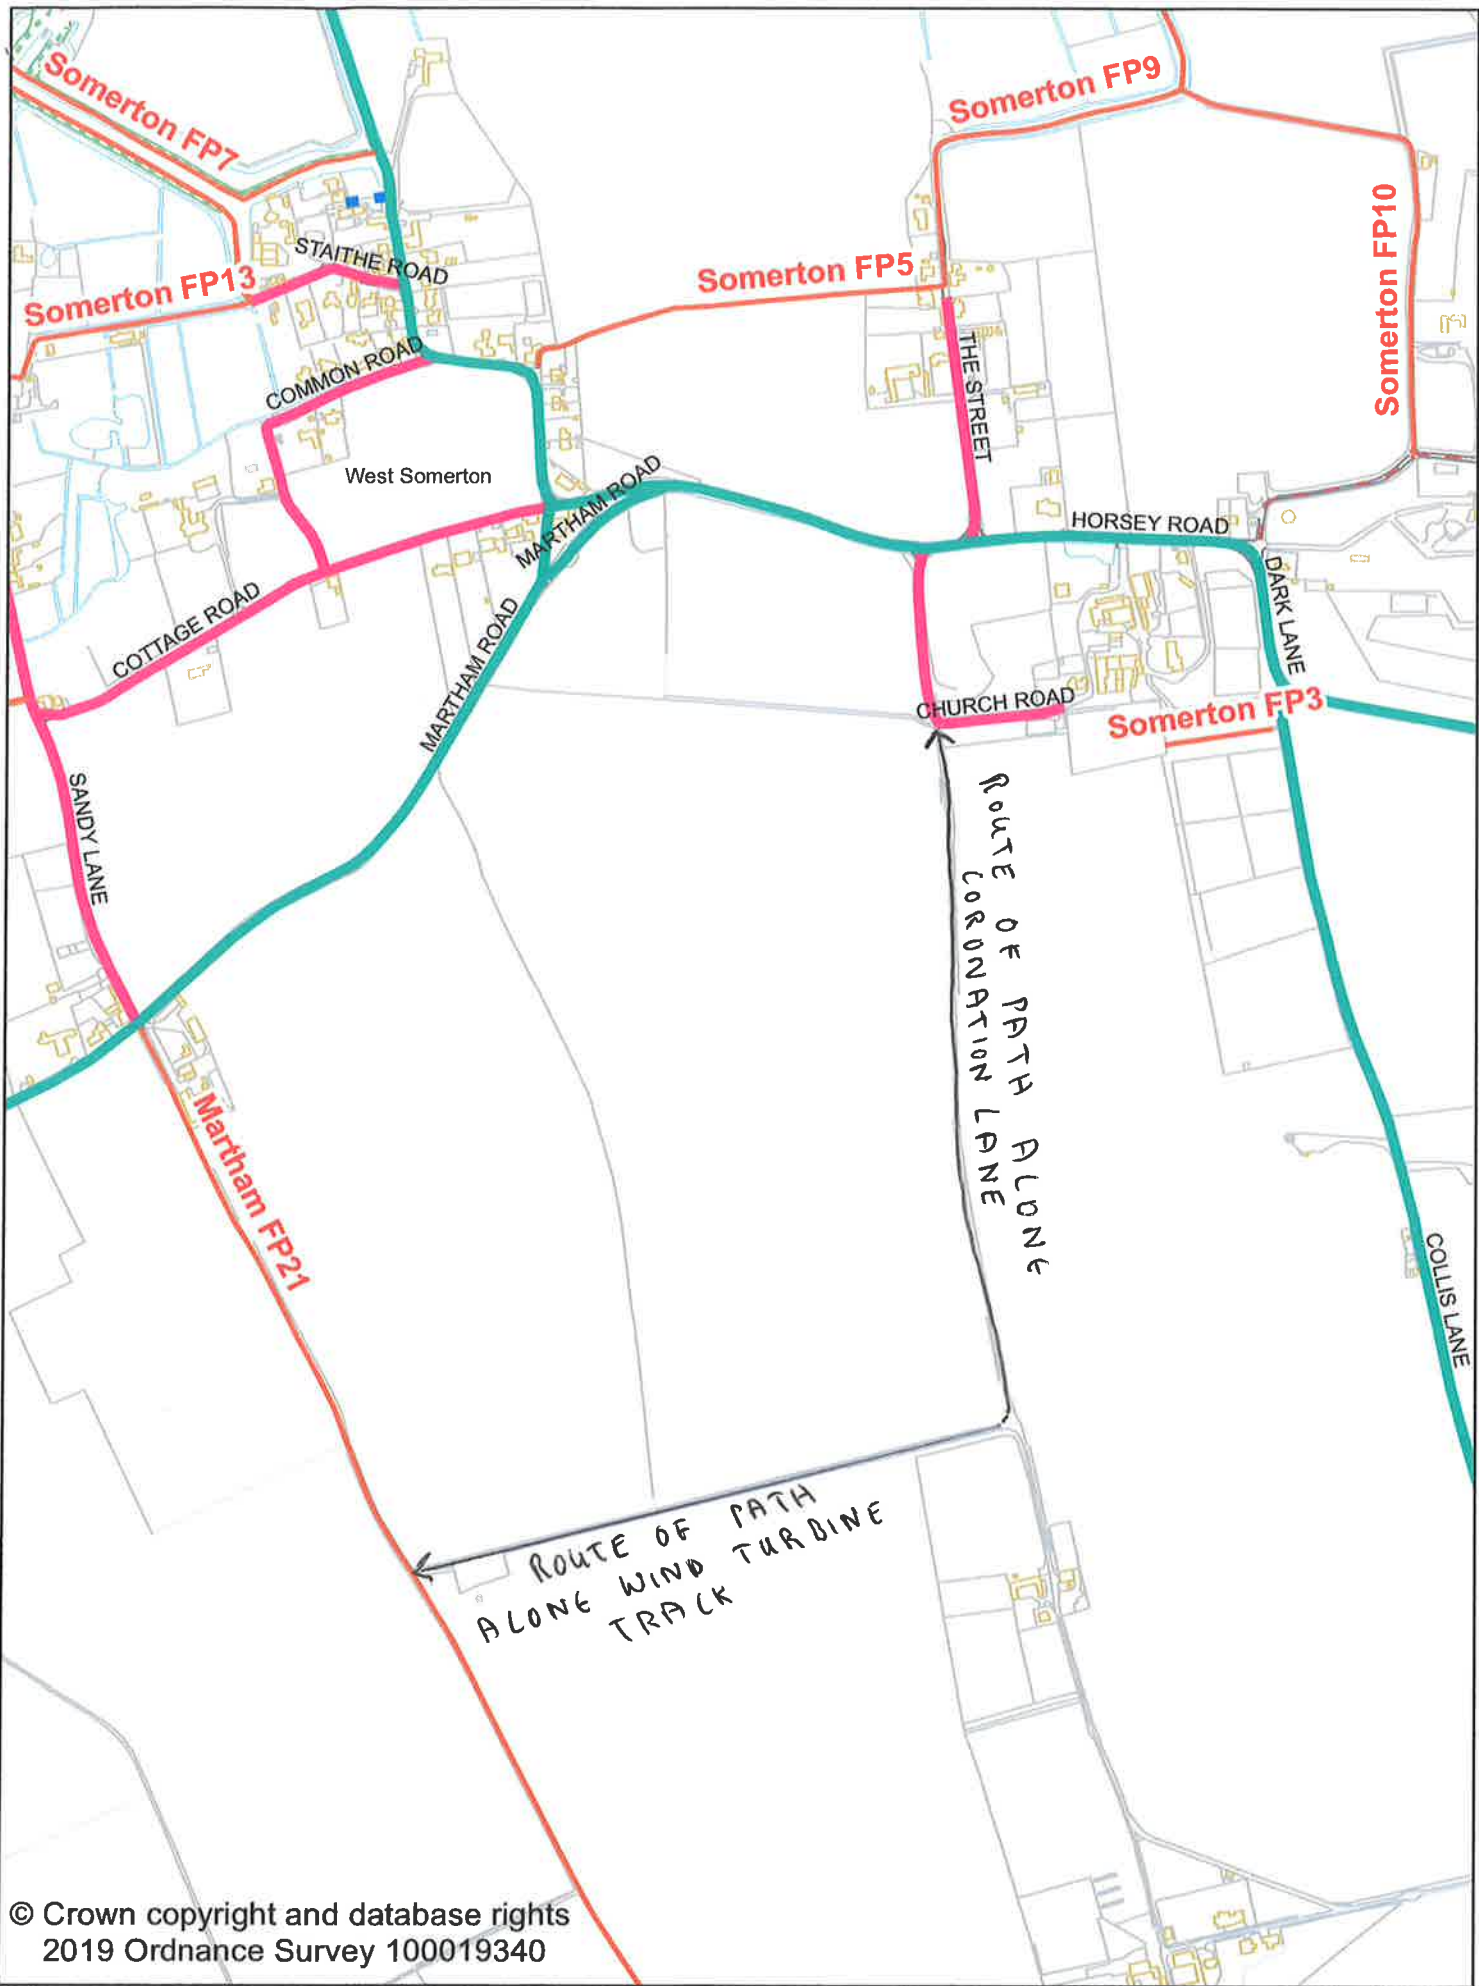 Somerton FP7
Somerton FP9
Somerton FP10
STAITHE ROAD
Somerton FP13
Somerton FP5
COMMON ROAD
THE STREET
West Somerton
MARTHAM ROAD
HORSEY ROAD
COTTAGE ROAD
MARTHAM ROAD
DARK LANE
CHURCH ROAD
Somerton FP3
SANDY LANE
ROUTE OF PATH ALONG
CORONATION LANE
Martham FP21
COLLIS LANE
ROUTE OF PATH
ALONG WIND TURBINE
TRACK
© Crown copyright and database rights
2019 Ordnance Survey 100019340